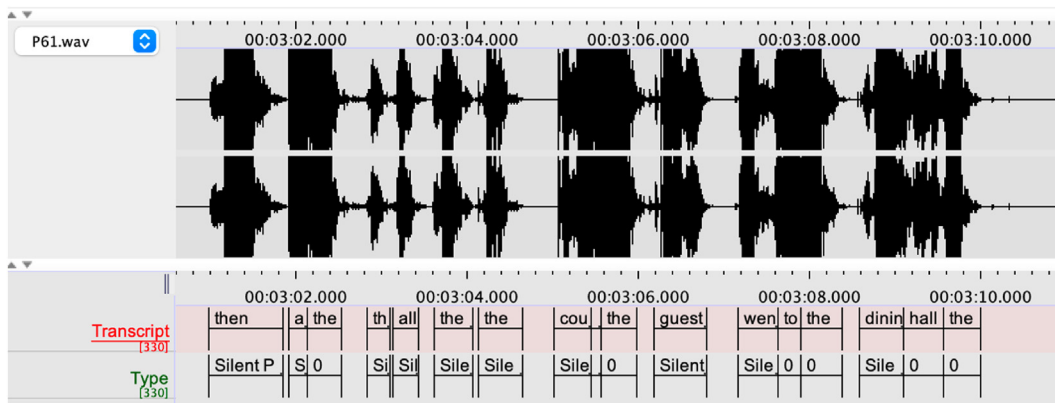 P61.wav
00:03:02.000 00:03:04.000 00:03:06.000 00:03:08.000 00:03:10.000
00:03:02.000 00:03:04.000 00:03:06.000 00:03:08.000 00:03:10.000
Transcript then a the th all the the cou the guest wen to the dinin hall the
[330]
Type Silent P S 0 Si Sil Sile Sile Sile 0 Silent Sile 0 0 Sile 0 0
[330]